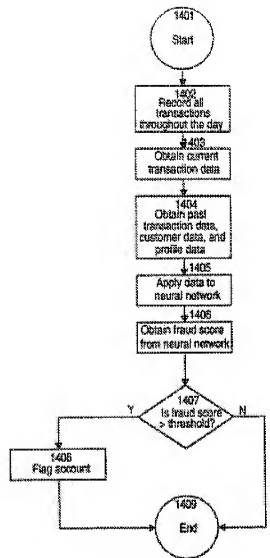 1401
Start
1402
Record all
transactions
throughout the day
1403
Obtain current
transaction data
1404
Obtain past
transaction data,
customer data, and
profile data
1405
Apply data to
neural network
1406
Obtain fraud score
from neural network
1407
Y
Is fraud score
> threshold?
N
1408
Flag account
1409
End